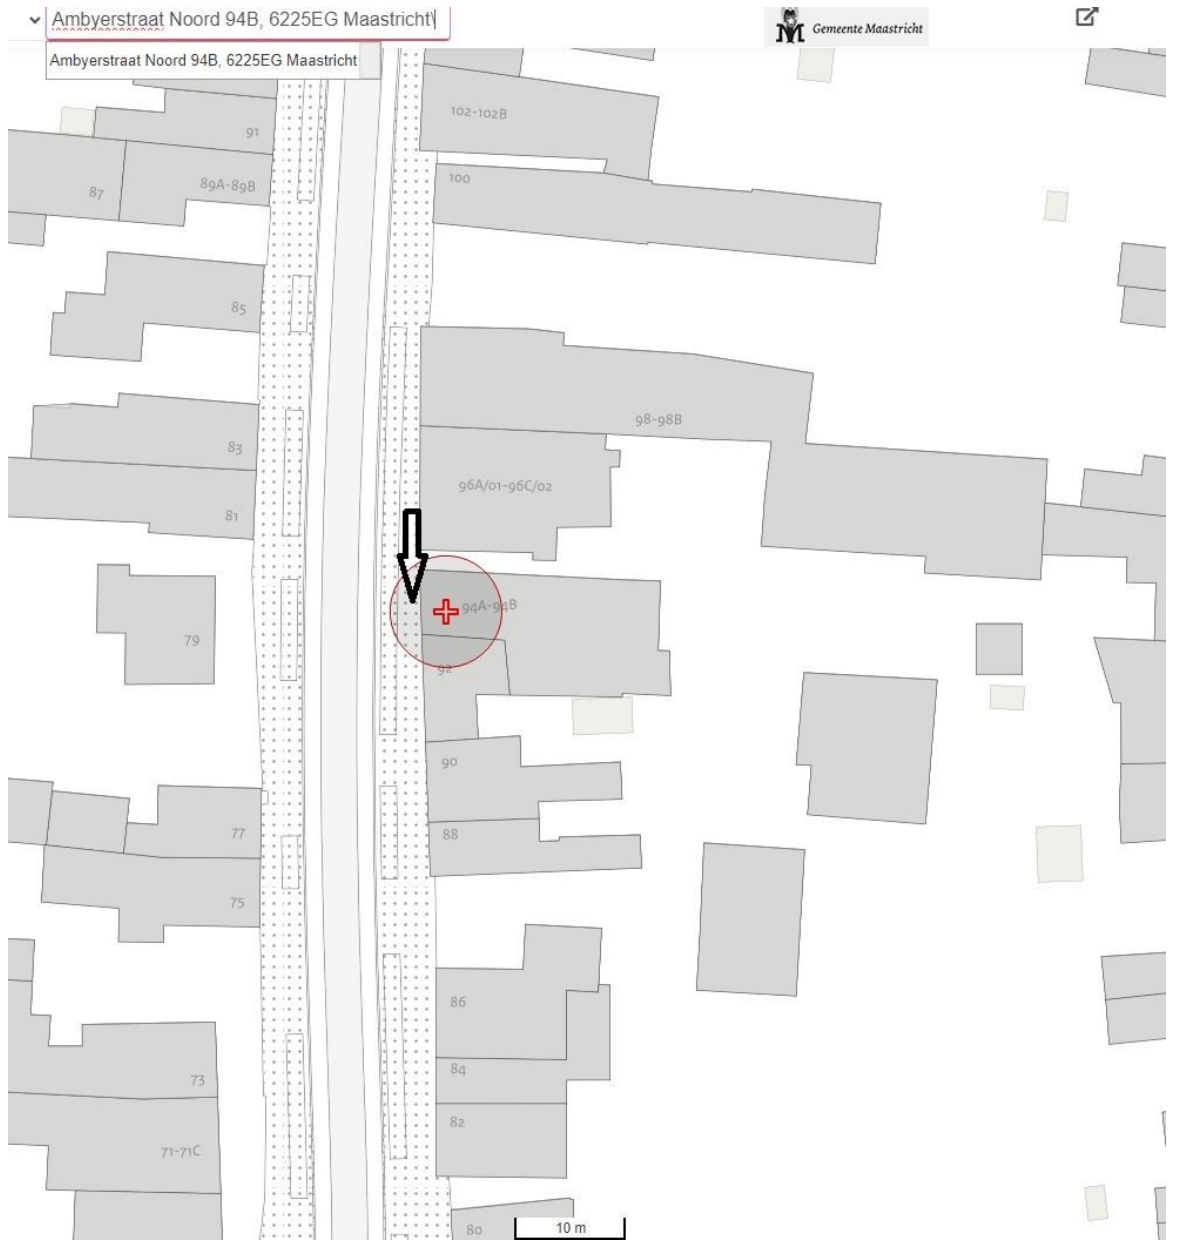 Ambyerstraat Noord 94B, 6225EG Maastricht\
Gemeente Maastricht
Ambyerstraat Noord 94B, 6225EG Maastricht
102-102B
91
89A-89B
87
100
85
98-98B
83
96A/01-96C/02
81
94A-94B
79
92
90
77
88
75
86
84
73
82
71-71C
80
10 m